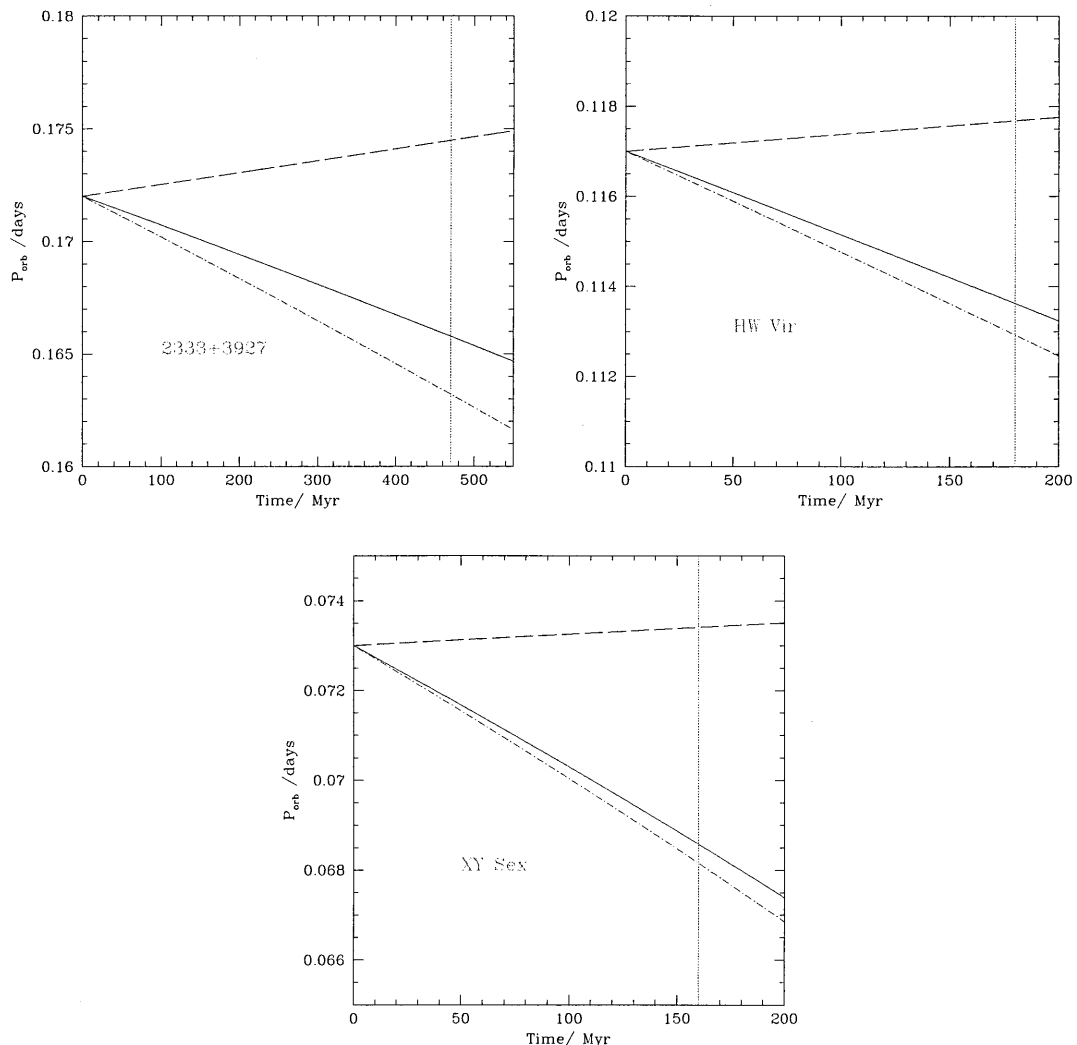 0.18
0.175
0.17
0.165
0.16
P_orb /days
2333+3927
0 100 200 300 400 500
Time/ Myr
0.12
0.118
0.116
0.114
0.112
0.11
P_orb /days
HW Vir
0 50 100 150 200
Time/ Myr
0.074
0.072
0.07
0.068
0.066
P_orb /days
XY Sex
0 50 100 150 200
Time/ Myr